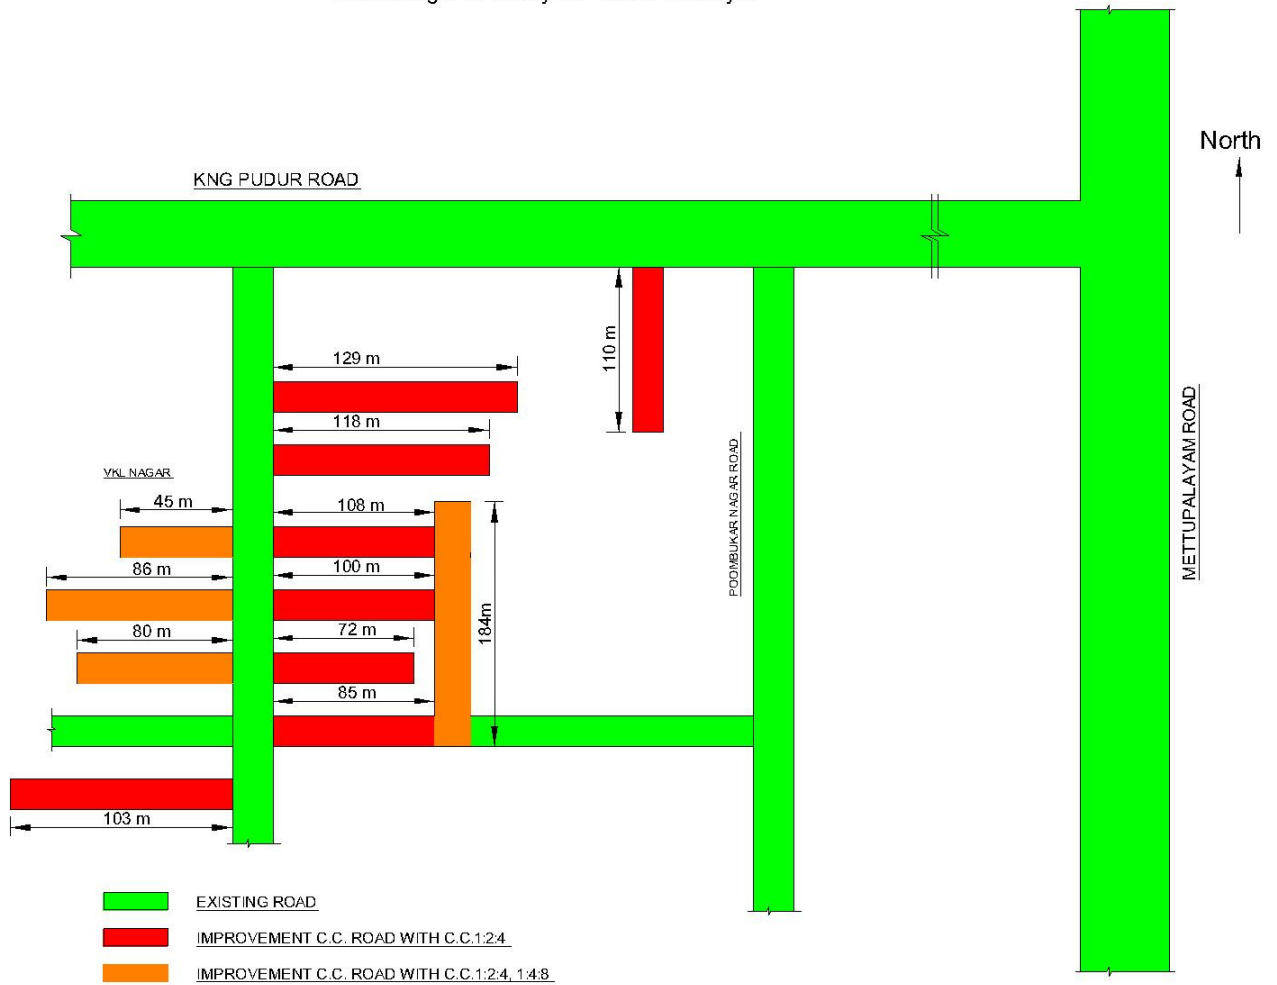 North
KNG PUDUR ROAD
129 m
110 m
118 m
METTUPALAYAM ROAD
POOMBUKAR NAGAR ROAD
VKL NAGAR
45 m
108 m
86 m
100 m
184m
80 m
72 m
85 m
103 m
EXISTING ROAD
IMPROVEMENT C.C. ROAD WITH C.C.1:2:4
IMPROVEMENT C.C. ROAD WITH C.C.1:2:4, 1:4:8